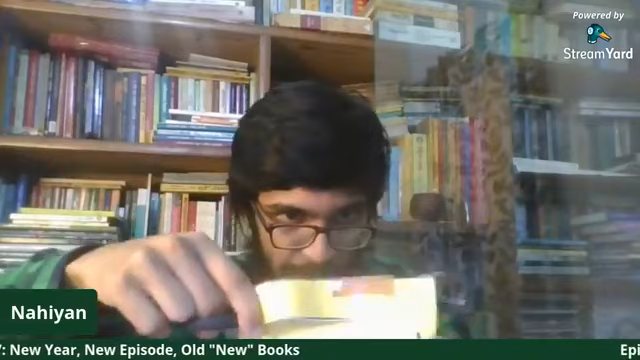 Powered by
StreamYard
Nahiyan
: New Year, New Episode, Old "New" Books
Epi